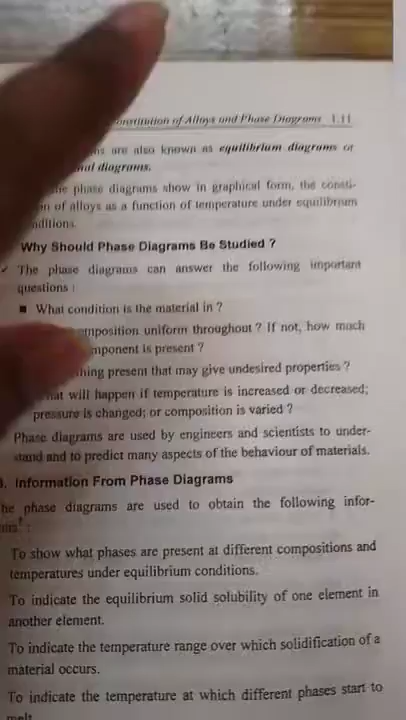 onstitution of Alloys and Phase Diagrams 1.11
are also known as equilibrium diagrams or
diagrams.
phase diagrams show in graphical form, the consti-
of alloys as a function of temperature under equilibrium
Why Should Phase Diagrams Be Studied ?
✓ The phase diagrams can answer the following important
questions :
■ What condition is the material in ?
omposition uniform throughout ? If not, how much
mponent is present ?
hing present that may give undesired properties ?
hat will happen if temperature is increased or decreased;
pressure is changed; or composition is varied ?
Phase diagrams are used by engineers and scientists to under-
stand and to predict many aspects of the behaviour of materials.
. Information From Phase Diagrams
he phase diagrams are used to obtain the following infor-
To show what phases are present at different compositions and
temperatures under equilibrium conditions.
To indicate the equilibrium solid solubility of one element in
another element.
To indicate the temperature range over which solidification of a
material occurs.
To indicate the temperature at which different phases start to
melt